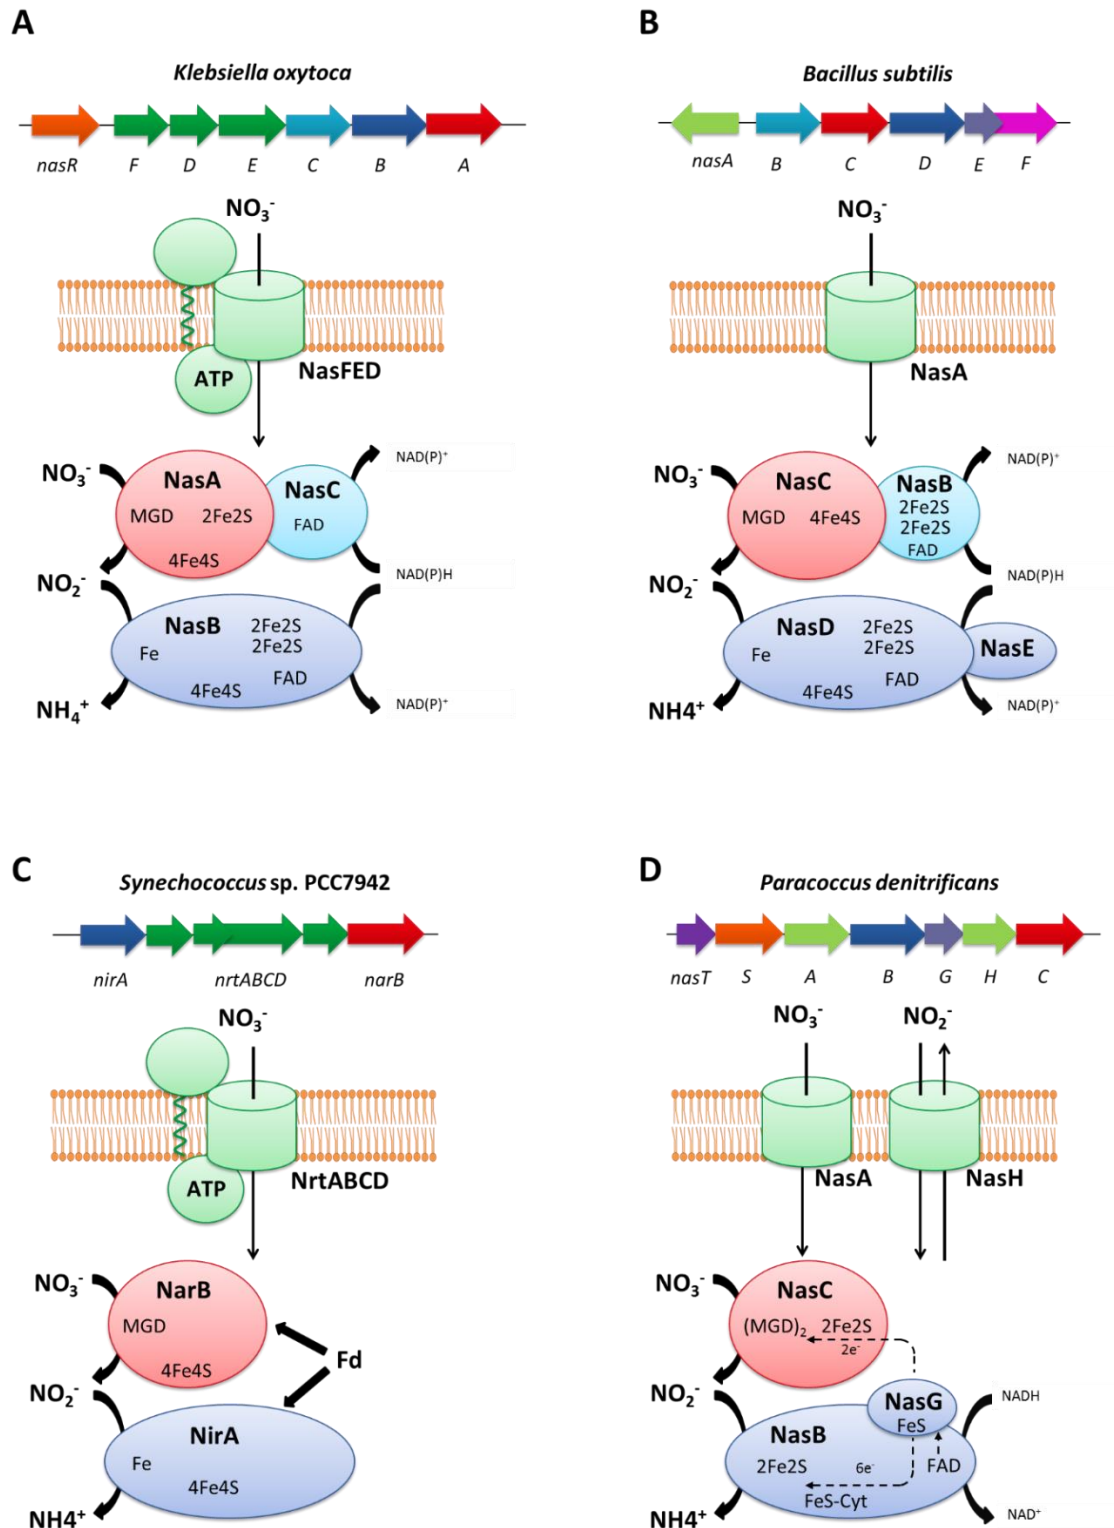 A
Klebsiella oxytoca
nasR F D E C B A
NO₃⁻
ATP
NasFED
NO₃⁻
NasA
NasC
MGD 2Fe2S
FAD
4Fe4S
NAD(P)⁺
NAD(P)H
NO₂⁻
NasB
2Fe2S
2Fe2S
Fe
FAD
4Fe4S
NH₄⁺
NAD(P)⁺
B
Bacillus subtilis
nasA B C D E F
NO₃⁻
NasA
NO₃⁻
NasC
NasB
2Fe2S
2Fe2S
MGD 4Fe4S
FAD
NAD(P)⁺
NAD(P)H
NO₂⁻
NasD
2Fe2S
2Fe2S
NasE
Fe
FAD
4Fe4S
NH4⁺
NAD(P)⁺
C
Synechococcus sp. PCC7942
nirA nrtABCD narB
NO₃⁻
ATP
NrtABCD
NO₃⁻
NarB
MGD
4Fe4S
Fd
NO₂⁻
NirA
Fe
4Fe4S
NH4⁺
D
Paracoccus denitrificans
nasT S A B G H C
NO₃⁻ NO₂⁻
NasA NasH
NO₃⁻
NasC
(MGD)₂ 2Fe2S
2e⁻
NO₂⁻
NasG
FeS
NADH
NasB
2Fe2S 6e⁻ FAD
FeS-Cyt
NH4⁺
NAD⁺